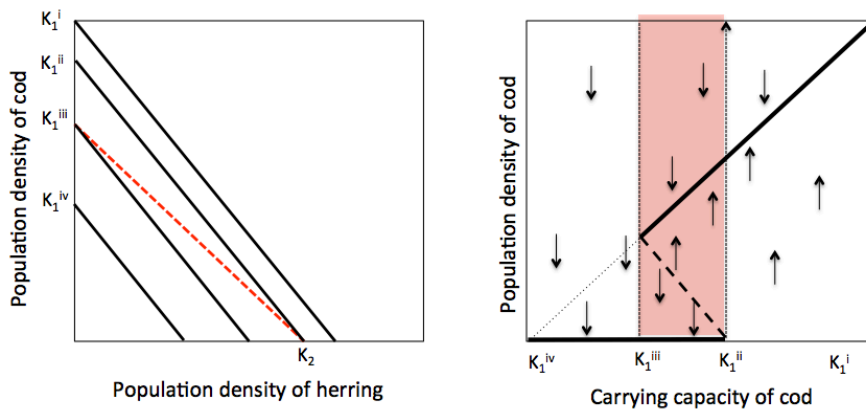 K₁ⁱ
K₁ⁱⁱ
K₁ⁱⁱⁱ
K₁ⁱᵛ
Population density of cod
K₂
Population density of herring
Population density of cod
K₁ⁱᵛ K₁ⁱⁱⁱ K₁ⁱⁱ K₁ⁱ
Carrying capacity of cod